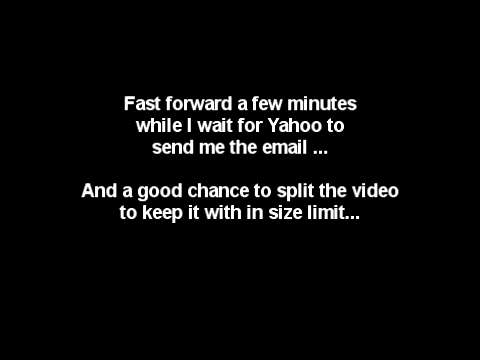 Fast forward a few minutes
while I wait for Yahoo to
send me the email ...
And a good chance to split the video
to keep it with in size limit...